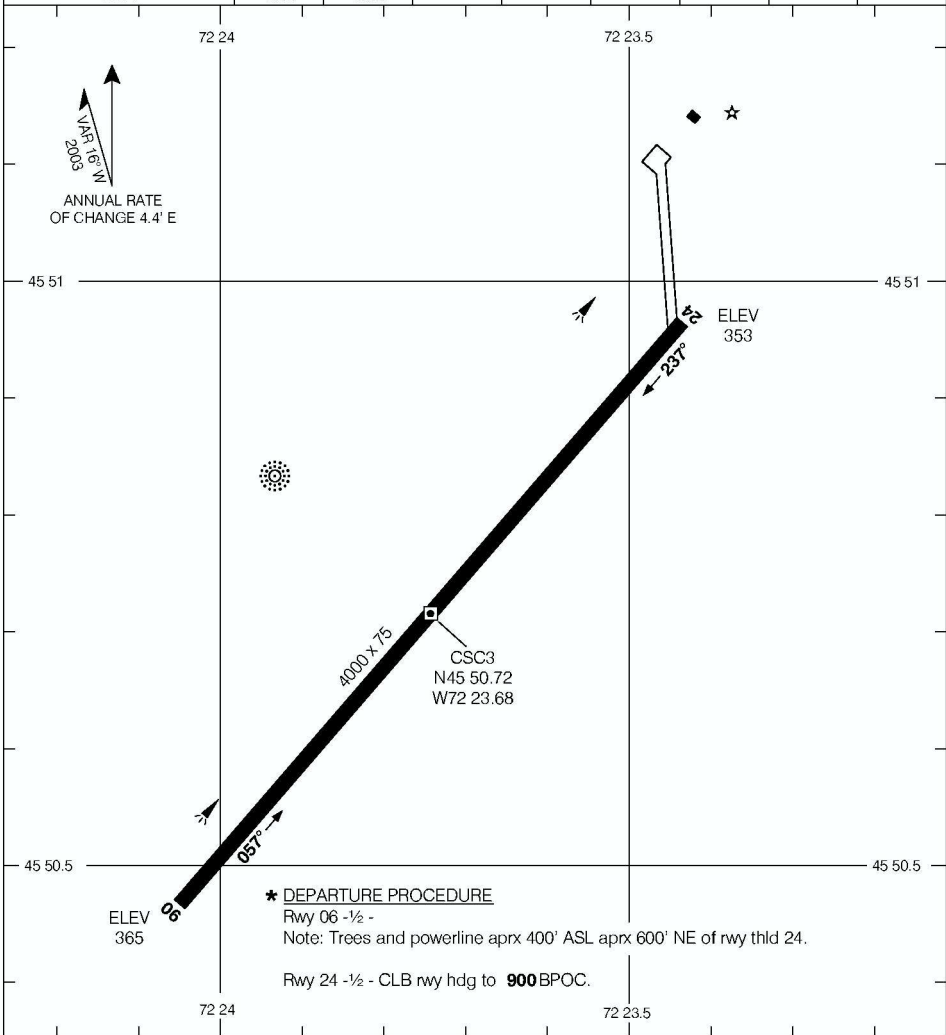 72 24
72 23.5
VAR 16° W
2003
ANNUAL RATE
OF CHANGE 4.4' E
45 51
45 51
24
ELEV
353
237°
4000 x 75
CSC3
N45 50.72
W72 23.68
057°
45 50.5
45 50.5
06
ELEV
365
* DEPARTURE PROCEDURE
Rwy 06 -½ -
Note: Trees and powerline aprx 400' ASL aprx 600' NE of rwy thld 24.
Rwy 24 -½ - CLB rwy hdg to 900 BPOC.
72 24
72 23.5